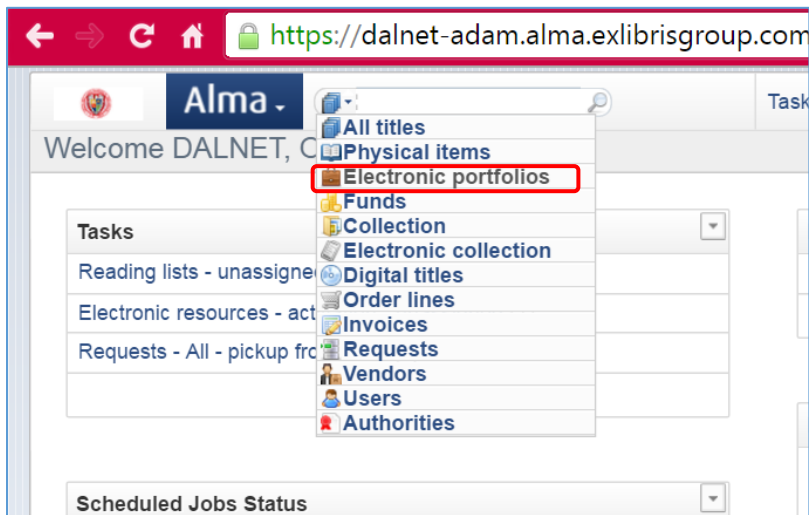 https://dalnet-adam.alma.exlibrisgroup.com
Alma
Task
Welcome DALNET, C
All titles
Physical items
Electronic portfolios
Funds
Collection
Electronic collection
Digital titles
Order lines
Invoices
Requests
Vendors
Users
Authorities
Tasks
Reading lists - unassigne
Electronic resources - act
Requests - All - pickup fro
Scheduled Jobs Status